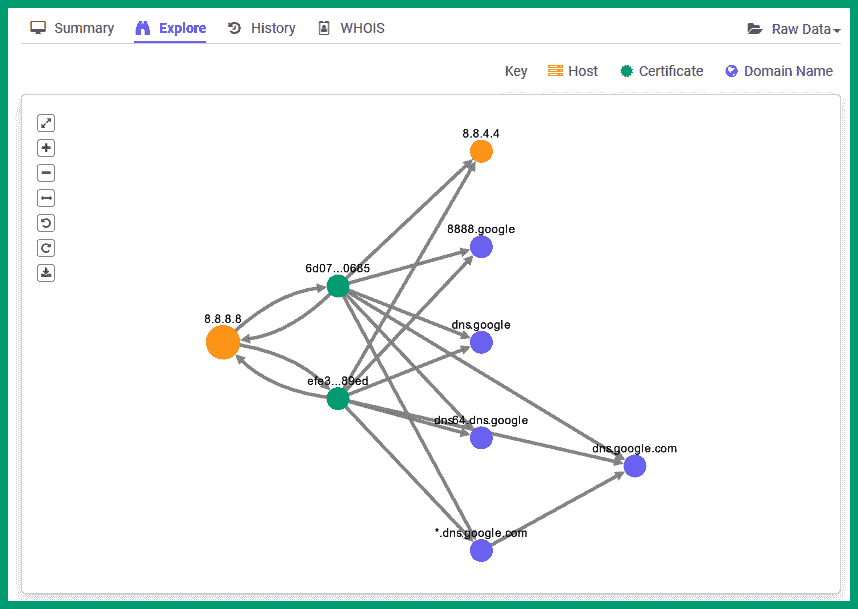 Summary Explore History WHOIS Raw Data
Key Host Certificate Domain Name
8.8.4.4
8888.google
6d07...0685
8.8.8.8
dns.google
efe3...89ed
dns64.dns.google
dns.google.com
*.dns.google.com